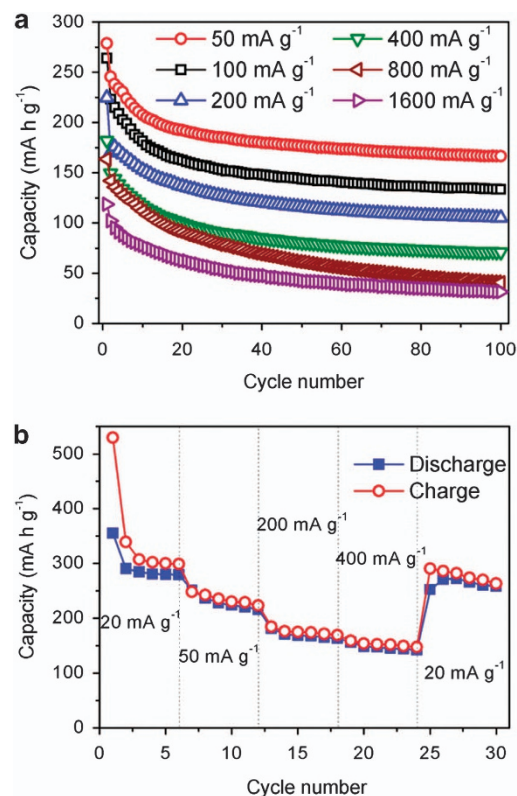 a
300
250
200
150
100
50
0
Capacity (mA h g⁻¹)
50 mA g⁻¹ 400 mA g⁻¹
100 mA g⁻¹ 800 mA g⁻¹
200 mA g⁻¹ 1600 mA g⁻¹
0 20 40 60 80 100
Cycle number
b
500
400
300
200
100
0
Capacity (mA h g⁻¹)
Discharge
Charge
200 mA g⁻¹
400 mA g⁻¹
20 mA g⁻¹
50 mA g⁻¹
20 mA g⁻¹
0 5 10 15 20 25 30
Cycle number